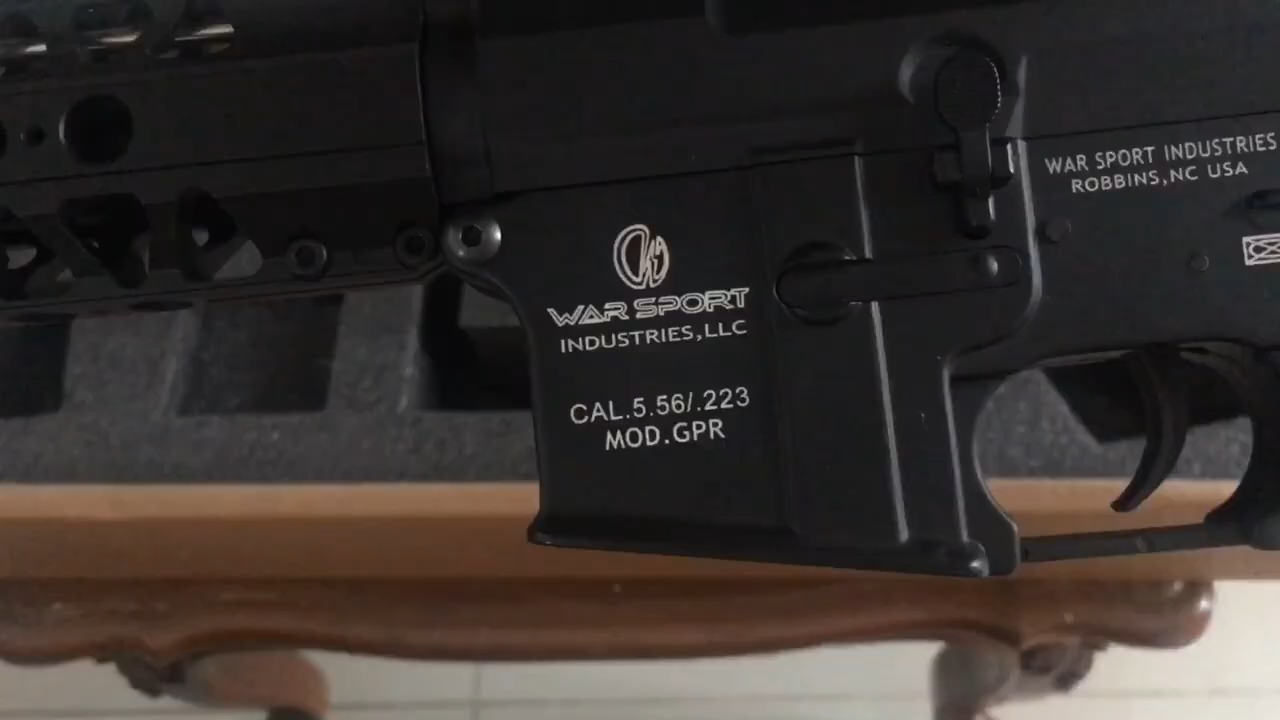 WAR SPORT
INDUSTRIES,LLC
CAL.5.56/.223
MOD.GPR
WAR SPORT INDUSTRIES
ROBBINS,NC USA